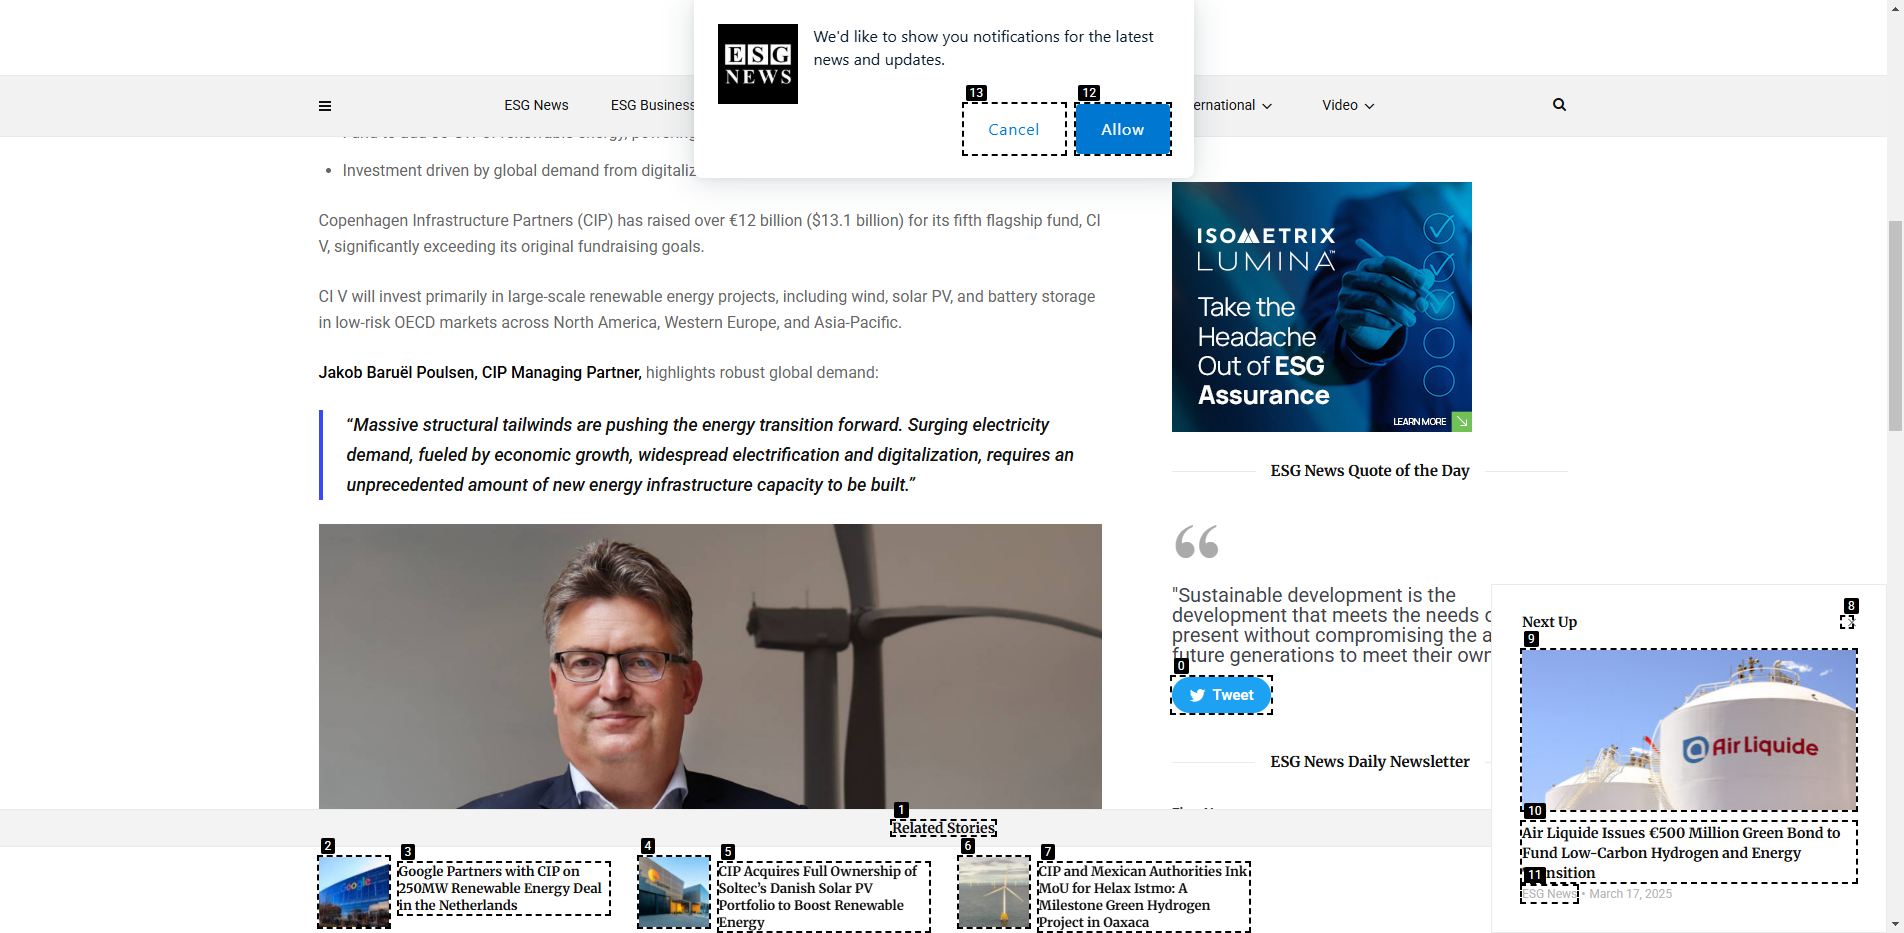 ESG
NEWS
We'd like to show you notifications for the latest
news and updates.
13
12
Cancel
Allow
ESG News
ESG Business
ernational
Video
Investment driven by global demand from digitaliz
Copenhagen Infrastructure Partners (CIP) has raised over €12 billion ($13.1 billion) for its fifth flagship fund, CI
V, significantly exceeding its original fundraising goals.
CI V will invest primarily in large-scale renewable energy projects, including wind, solar PV, and battery storage
in low-risk OECD markets across North America, Western Europe, and Asia-Pacific.
Jakob Baruël Poulsen, CIP Managing Partner, highlights robust global demand:
“Massive structural tailwinds are pushing the energy transition forward. Surging electricity
demand, fueled by economic growth, widespread electrification and digitalization, requires an
unprecedented amount of new energy infrastructure capacity to be built.”
ISOMETRIX
LUMINA™
Take the
Headache
Out of ESG
Assurance
LEARN MORE
ESG News Quote of the Day
"Sustainable development is the
development that meets the needs o
present without compromising the a
future generations to meet their own
0
Tweet
ESG News Daily Newsletter
Next Up
8
9
Air Liquide
10
Air Liquide Issues €500 Million Green Bond to
Fund Low-Carbon Hydrogen and Energy
nsition
11
ESG News • March 17, 2025
1
Related Stories
2
Google
3
Google Partners with CIP on
250MW Renewable Energy Deal
in the Netherlands
4
5
CIP Acquires Full Ownership of
Soltec’s Danish Solar PV
Portfolio to Boost Renewable
Energy
6
7
CIP and Mexican Authorities Ink
MoU for Helax Istmo: A
Milestone Green Hydrogen
Project in Oaxaca